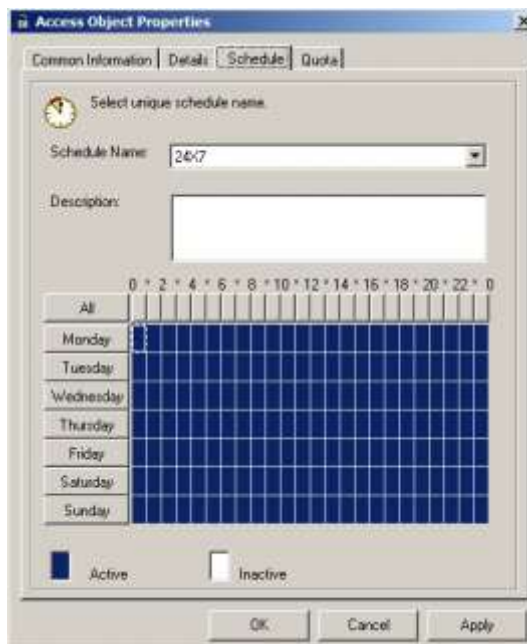 Access Object Properties
Common Information Details Schedule Quota
Select unique schedule name.
Schedule Name: 24X7
Description:
0 * 2 * 4 * 6 * 8 * 10 * 12 * 14 * 16 * 18 * 20 * 22 * 0
All
Monday
Tuesday
Wednesday
Thursday
Friday
Saturday
Sunday
Active Inactive
OK Cancel Apply